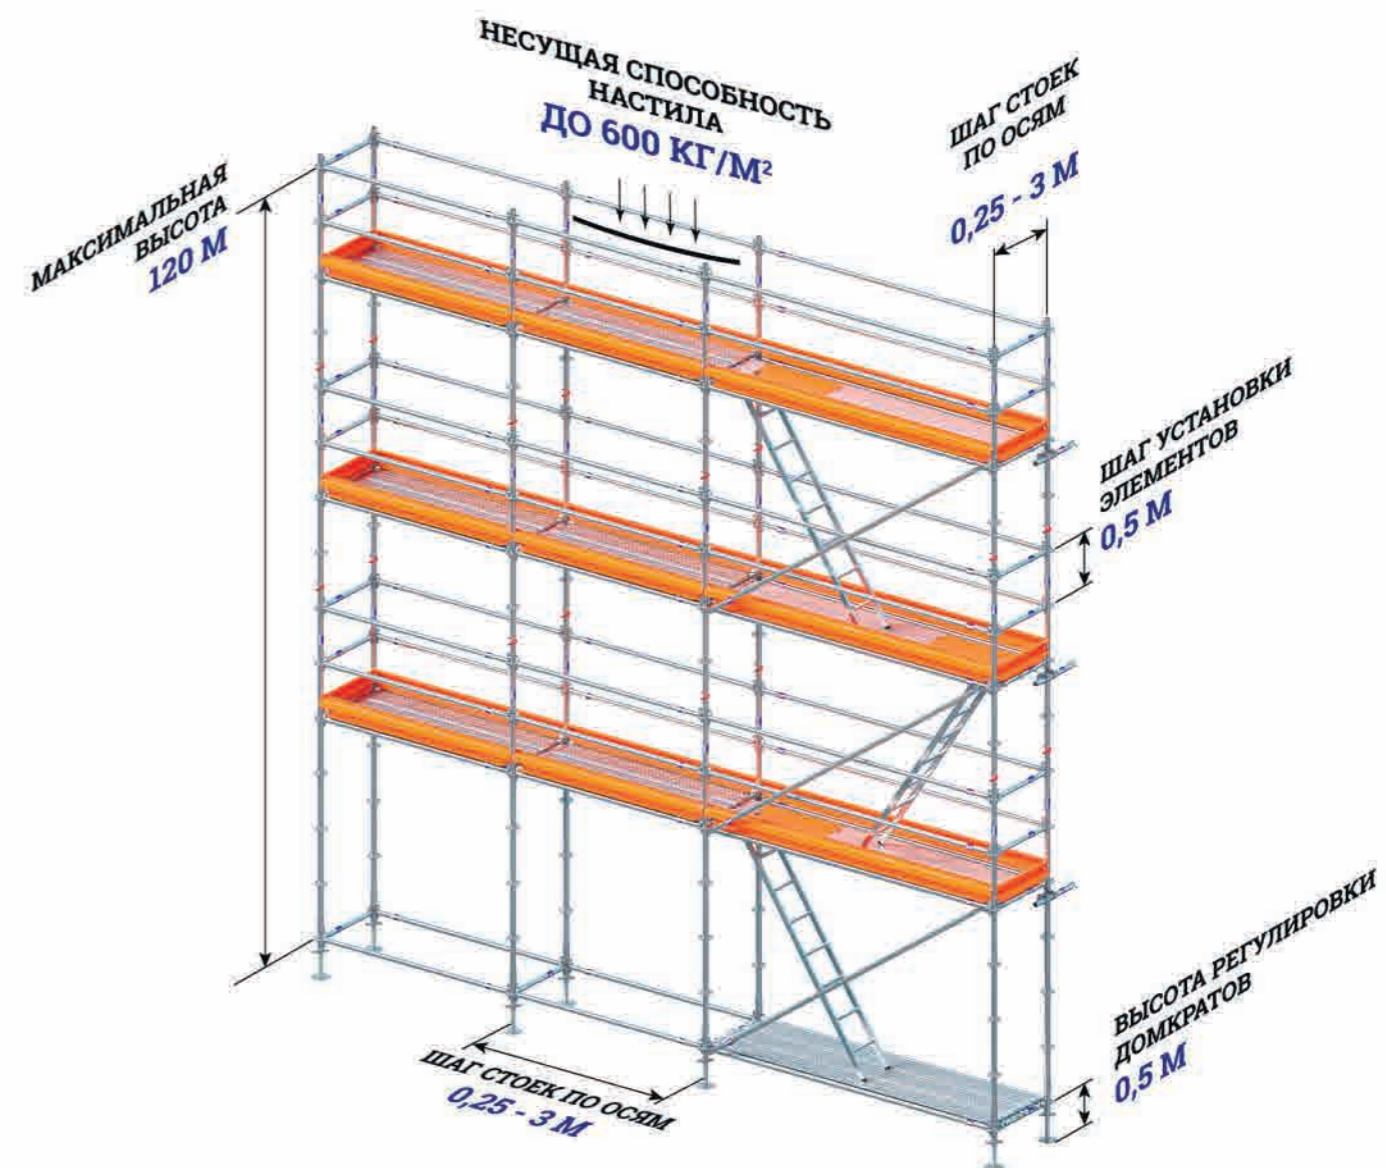 НЕСУЩАЯ СПОСОБНОСТЬ
НАСТИЛА
ДО 600 КГ/М²
ШАГ СТОЕК
ПО ОСЯМ
0,25 - 3 М
МАКСИМАЛЬНАЯ
ВЫСОТА
120 М
ШАГ УСТАНОВКИ
ЭЛЕМЕНТОВ
0,5 М
ВЫСОТА РЕГУЛИРОВКИ
ДОМКРАТОВ
0,5 М
ШАГ СТОЕК ПО ОСЯМ
0,25 - 3 М